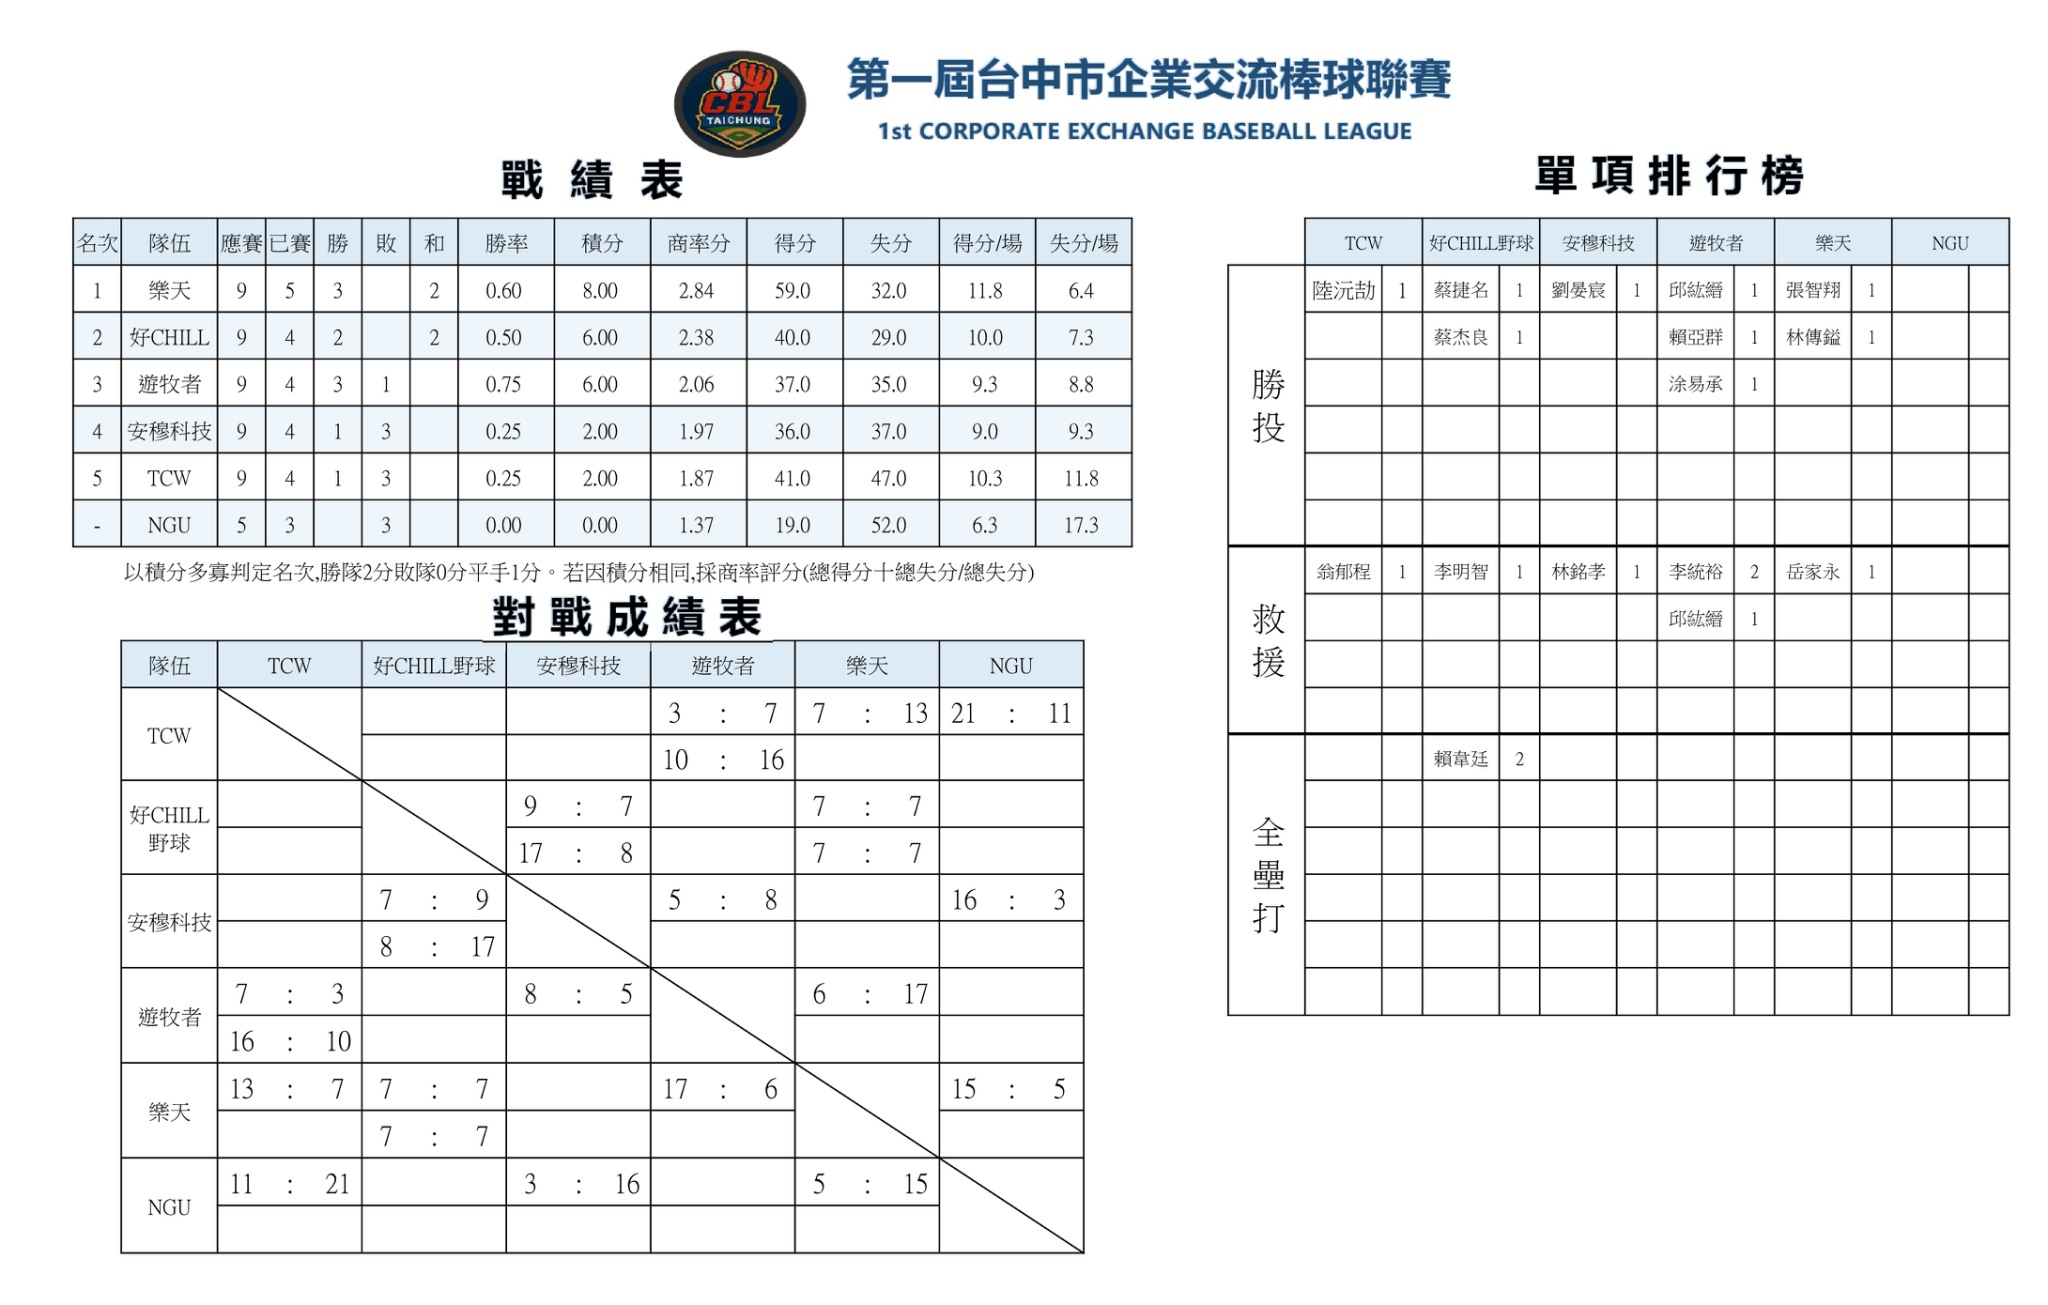 CBL
TAICHUNG
第一屆台中市企業交流棒球聯賽
1st CORPORATE EXCHANGE BASEBALL LEAGUE
戰績表
名次 隊伍 應賽 已賽 勝 敗 和 勝率 積分 商率分 得分 失分 得分/場 失分/場
1 樂天 9 5 3 2 0.60 8.00 2.84 59.0 32.0 11.8 6.4
2 好CHILL 9 4 2 2 0.50 6.00 2.38 40.0 29.0 10.0 7.3
3 遊牧者 9 4 3 1 0.75 6.00 2.06 37.0 35.0 9.3 8.8
4 安穆科技 9 4 1 3 0.25 2.00 1.97 36.0 37.0 9.0 9.3
5 TCW 9 4 1 3 0.25 2.00 1.87 41.0 47.0 10.3 11.8
- NGU 5 3 3 0.00 0.00 1.37 19.0 52.0 6.3 17.3
以積分多寡判定名次,勝隊2分敗隊0分平手1分。若因積分相同,採商率評分(總得分十總失分/總失分)
對戰成績表
隊伍 TCW 好CHILL野球 安穆科技 遊牧者 樂天 NGU
TCW
3 : 7 7 : 13 21 : 11
10 : 16
好CHILL
野球
9 : 7 7 : 7
17 : 8 7 : 7
安穆科技
7 : 9 5 : 8 16 : 3
8 : 17
遊牧者
7 : 3 8 : 5 6 : 17
16 : 10
樂天
13 : 7 7 : 7 17 : 6 15 : 5
7 : 7
NGU
11 : 21 3 : 16 5 : 15
單項排行榜
TCW 好CHILL野球 安穆科技 遊牧者 樂天 NGU
勝投
陸沅劼 1 蔡捷名 1 劉晏宸 1 邱紘縉 1 張智翔 1
蔡杰良 1 賴亞群 1 林傳鎰 1
涂易承 1
救援
翁郁程 1 李明智 1 林銘孝 1 李統裕 2 岳家永 1
邱紘縉 1
全壘打
賴韋廷 2